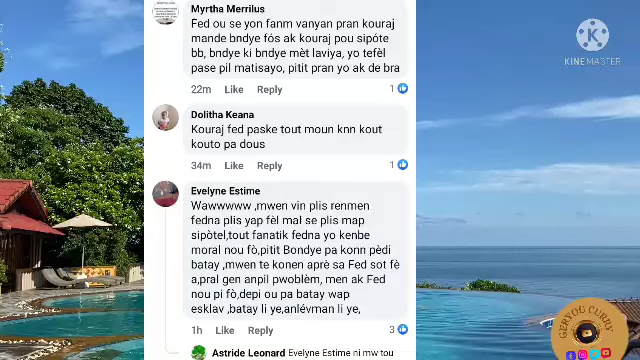 Myrtha Merrilus
Fed ou se yon fanm vanyan pran kouraj
mande bndye fós ak kouraj pou sipóte
bb, bndye ki bndye mèt laviya, yo tefèl
pase pil matisayo, pitit pran yo ak de bra
22m Like Reply 1
KINEMASTER
Dolitha Keana
Kouraj fed paske tout moun knn kout
kouto pa dous
34m Like Reply 1
Evelyne Estime
Wawwwww ,mwen vin plis renmen
fedna plis yap fèl mal se plis map
sipòtel,tout fanatik fedna yo kenbe
moral nou fò,pitit Bondye pa konn pèdi
batay ,mwen te konen aprè sa Fed sot fè
a,pral gen anpil pwoblèm, men ak Fed
nou pi fò,depi ou pa batay wap
esklav ,batay li ye,anlévman li ye,
1h Like Reply 3
Astride Leonard Evelyne Estime ni mw tou
GERYOU CURRY